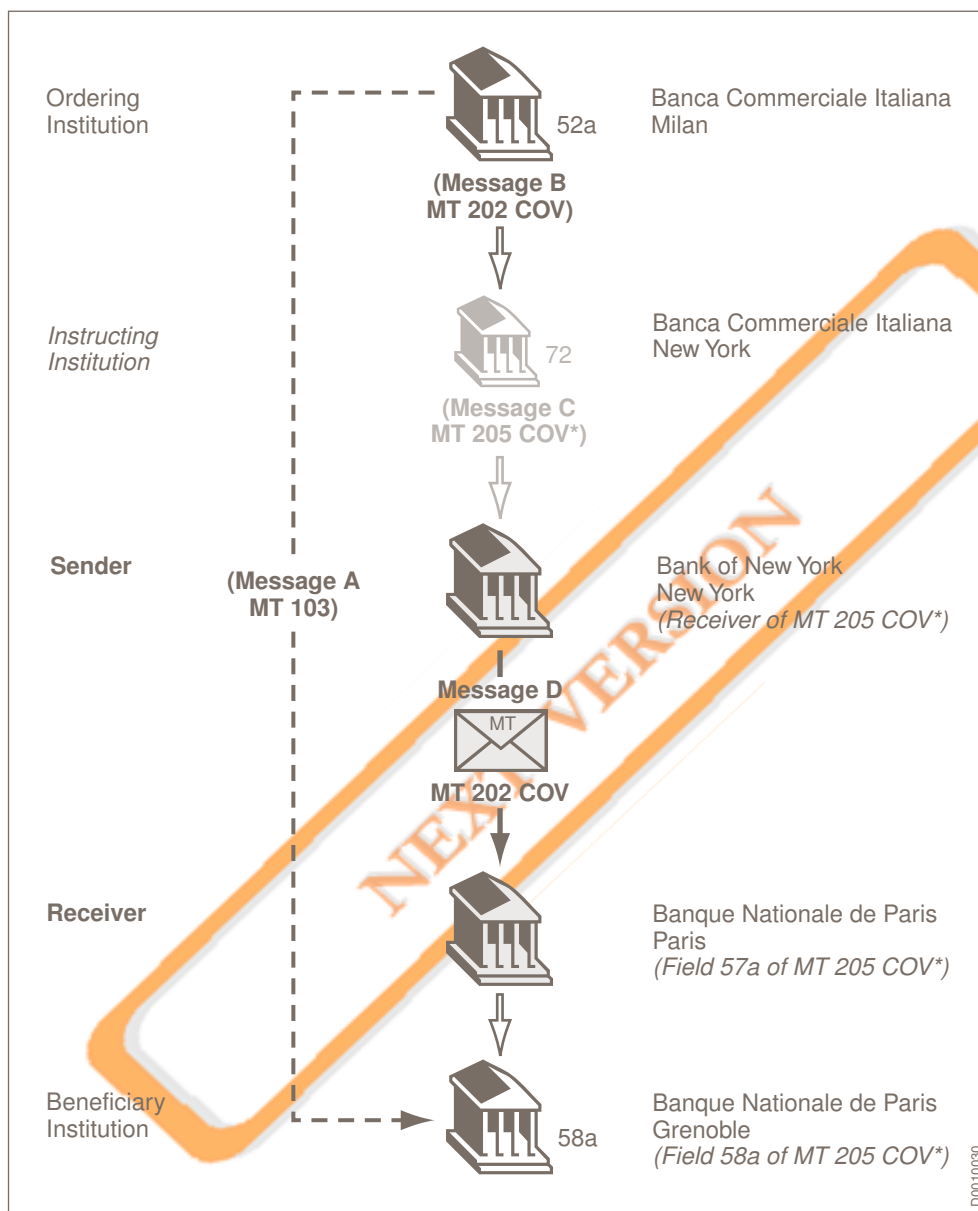 Ordering
Institution
52a
Banca Commerciale Italiana
Milan
(Message B
MT 202 COV)
Instructing
Institution
72
Banca Commerciale Italiana
New York
(Message C
MT 205 COV*)
Sender
(Message A
MT 103)
Bank of New York
New York
(Receiver of MT 205 COV*)
Message D
MT
MT 202 COV
NEXT VERSION
Receiver
Banque Nationale de Paris
Paris
(Field 57a of MT 205 COV*)
Beneficiary
Institution
58a
Banque Nationale de Paris
Grenoble
(Field 58a of MT 205 COV*)
D0010030